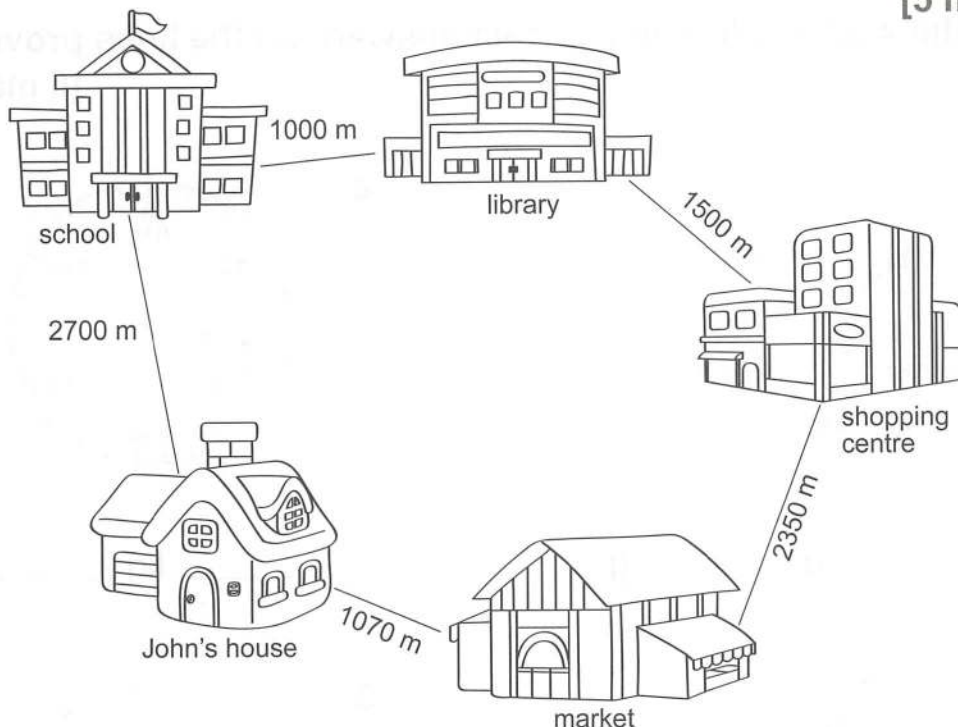 1000 m
library
school
1500 m
2700 m
shopping
centre
2350 m
1070 m
John's house
market